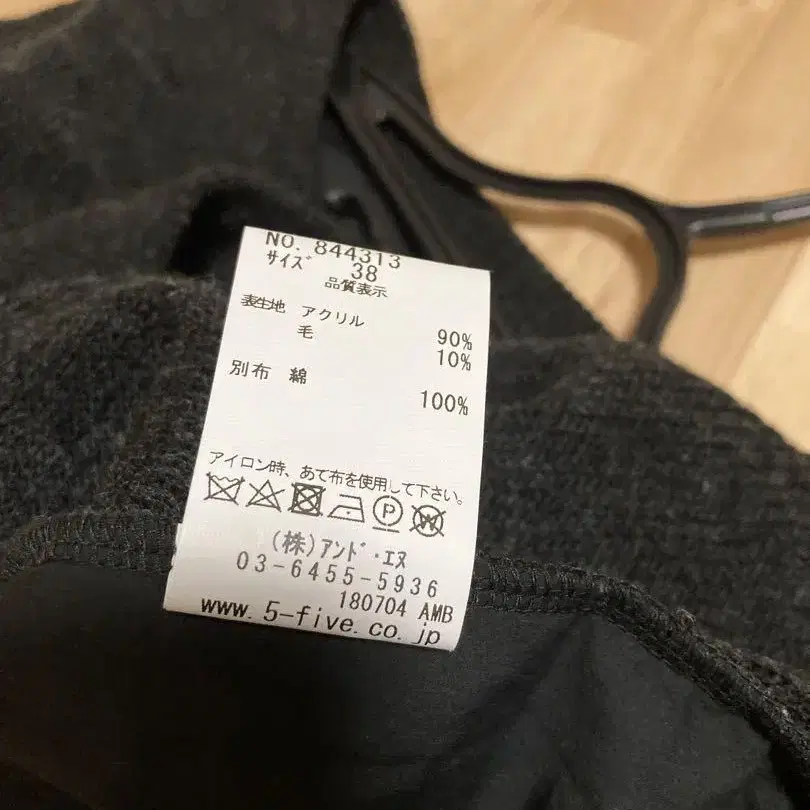 NO. 844313
サイズ 38
品質表示
表生地 アクリル 90%
毛 10%
別布 綿 100%
アイロン時、あて布を使用して下さい。
(株)アンド・エヌ
03-6455-5936
180704 AMB
www.5-five.co.jp